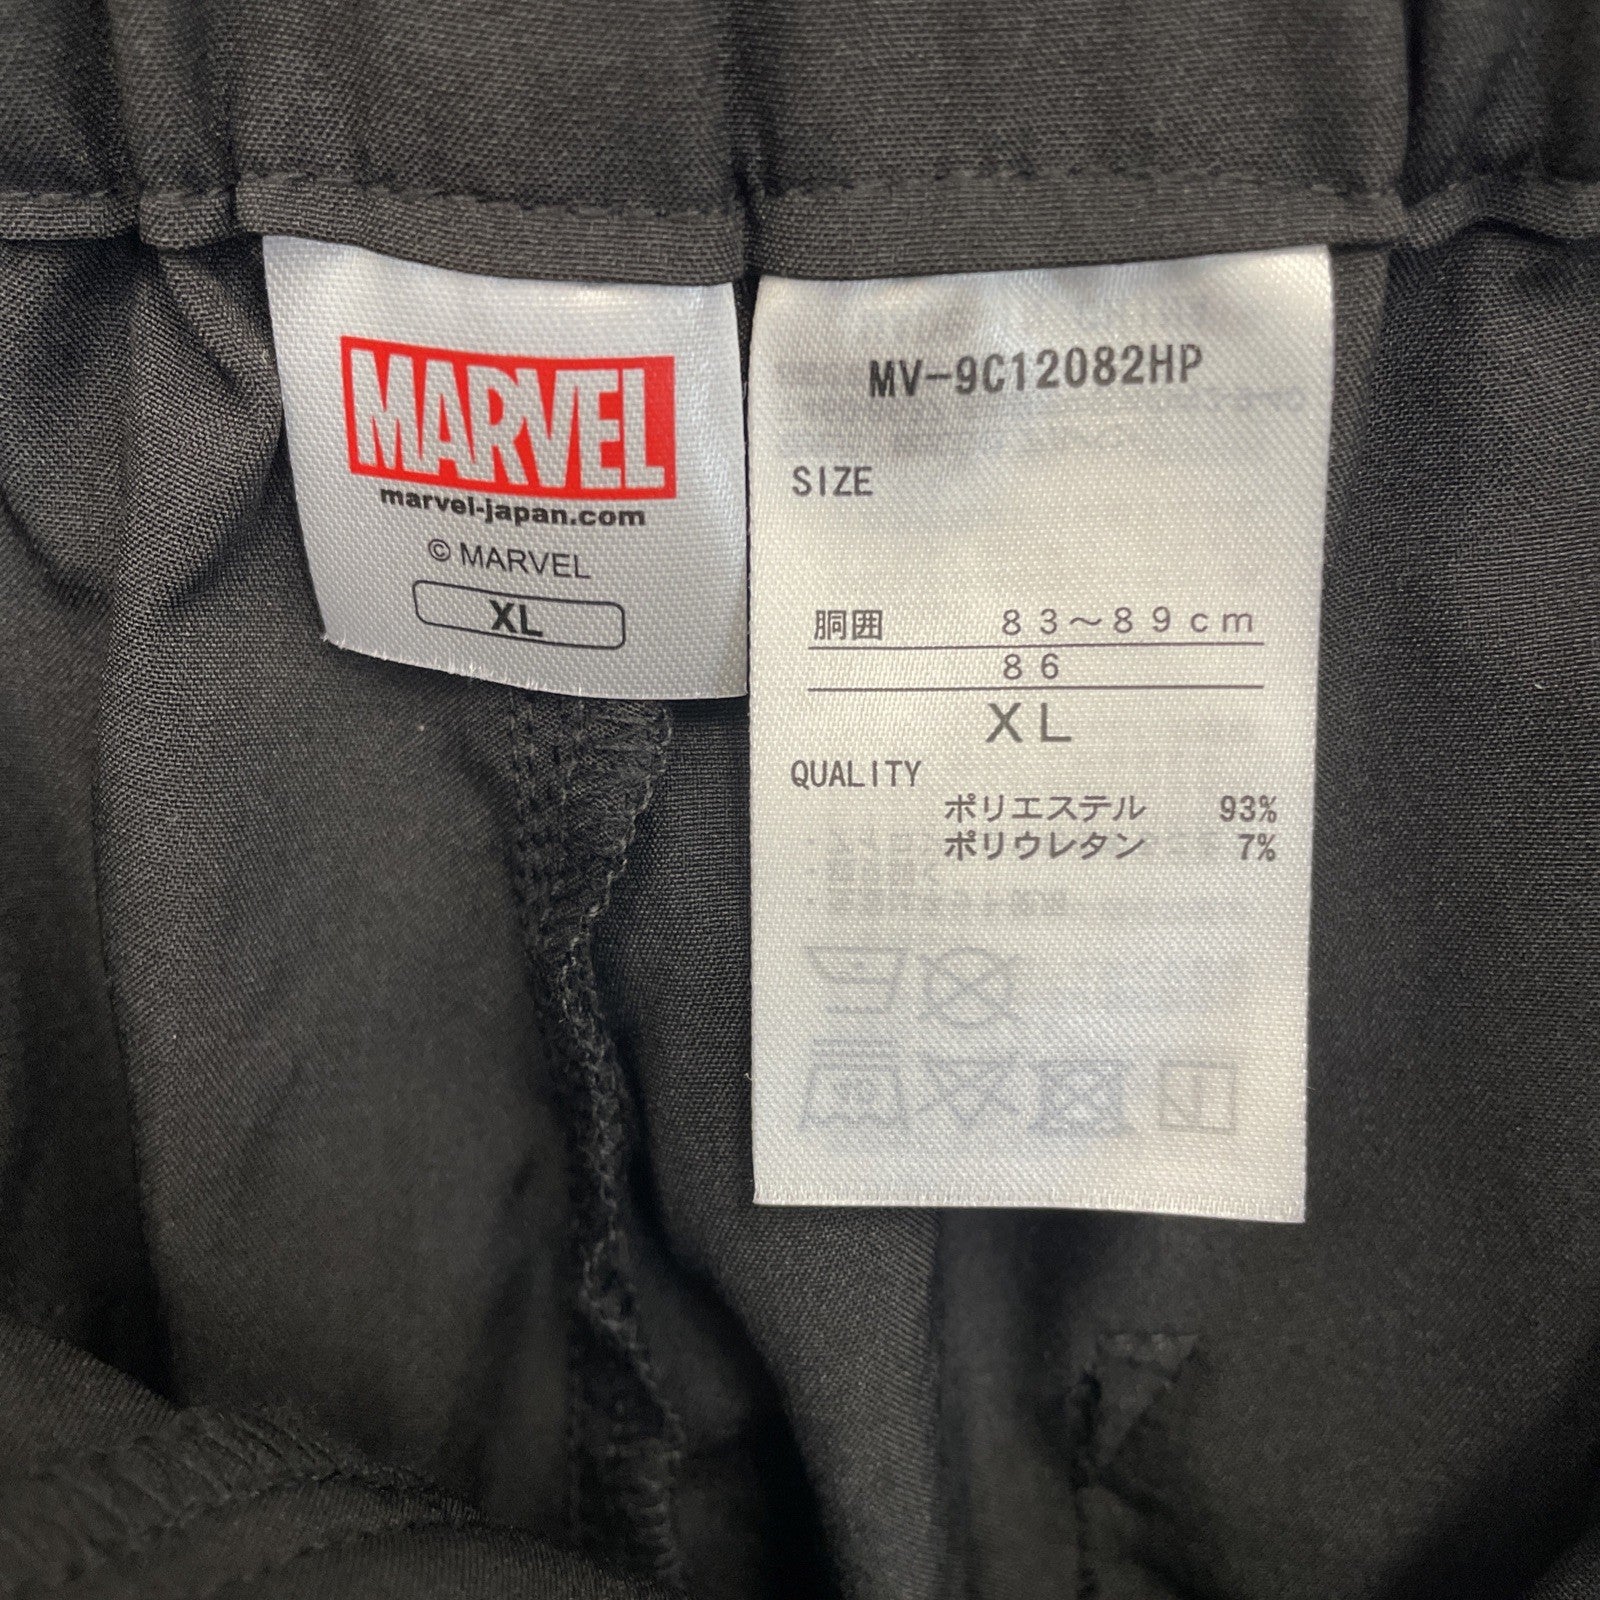 MARVEL
marvel-japan.com
© MARVEL
XL
MV-9C12082HP
SIZE
胴囲 83~89cm
86
XL
QUALITY
ポリエステル 93%
ポリウレタン 7%